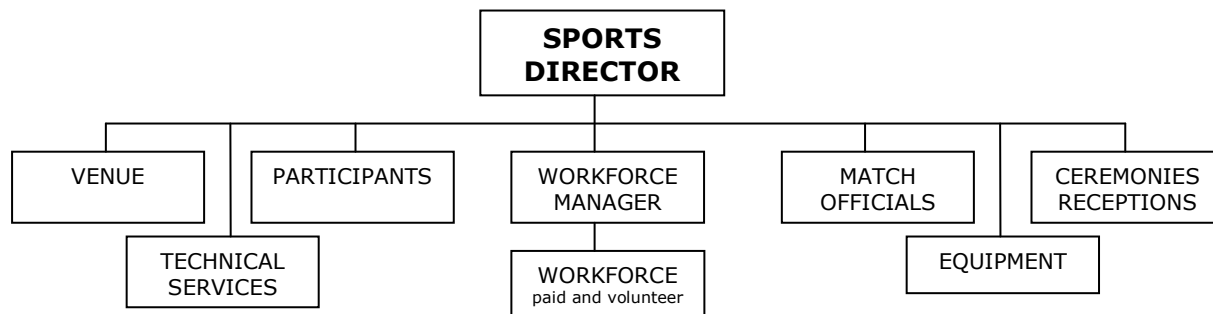 SPORTS
DIRECTOR
VENUE
PARTICIPANTS
WORKFORCE
MANAGER
MATCH
OFFICIALS
CEREMONIES
RECEPTIONS
TECHNICAL
SERVICES
WORKFORCE
paid and volunteer
EQUIPMENT